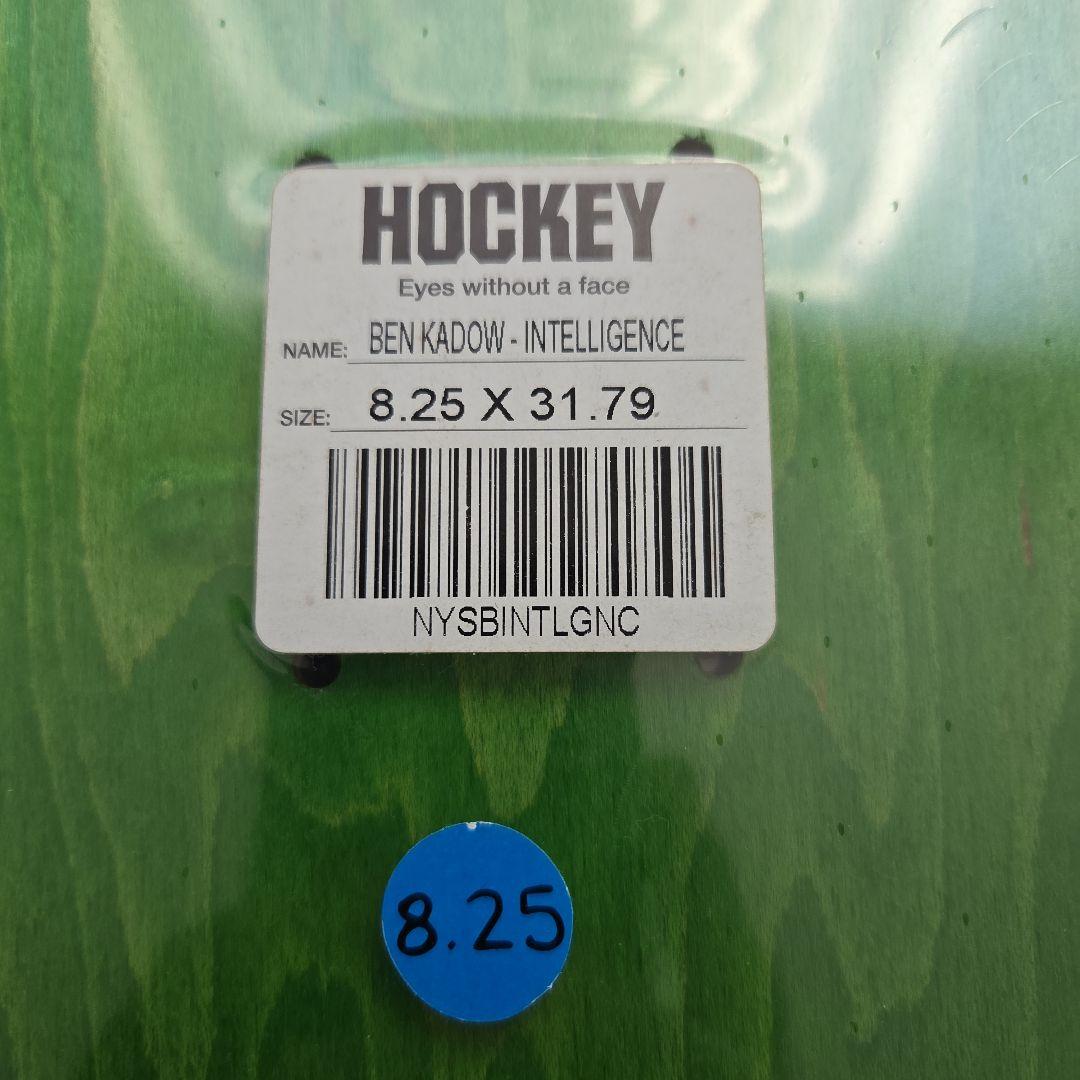 HOCKEY
Eyes without a face
NAME: BEN KADOW - INTELLIGENCE
SIZE: 8.25 X 31.79
NYSBINTLGNC
8.25